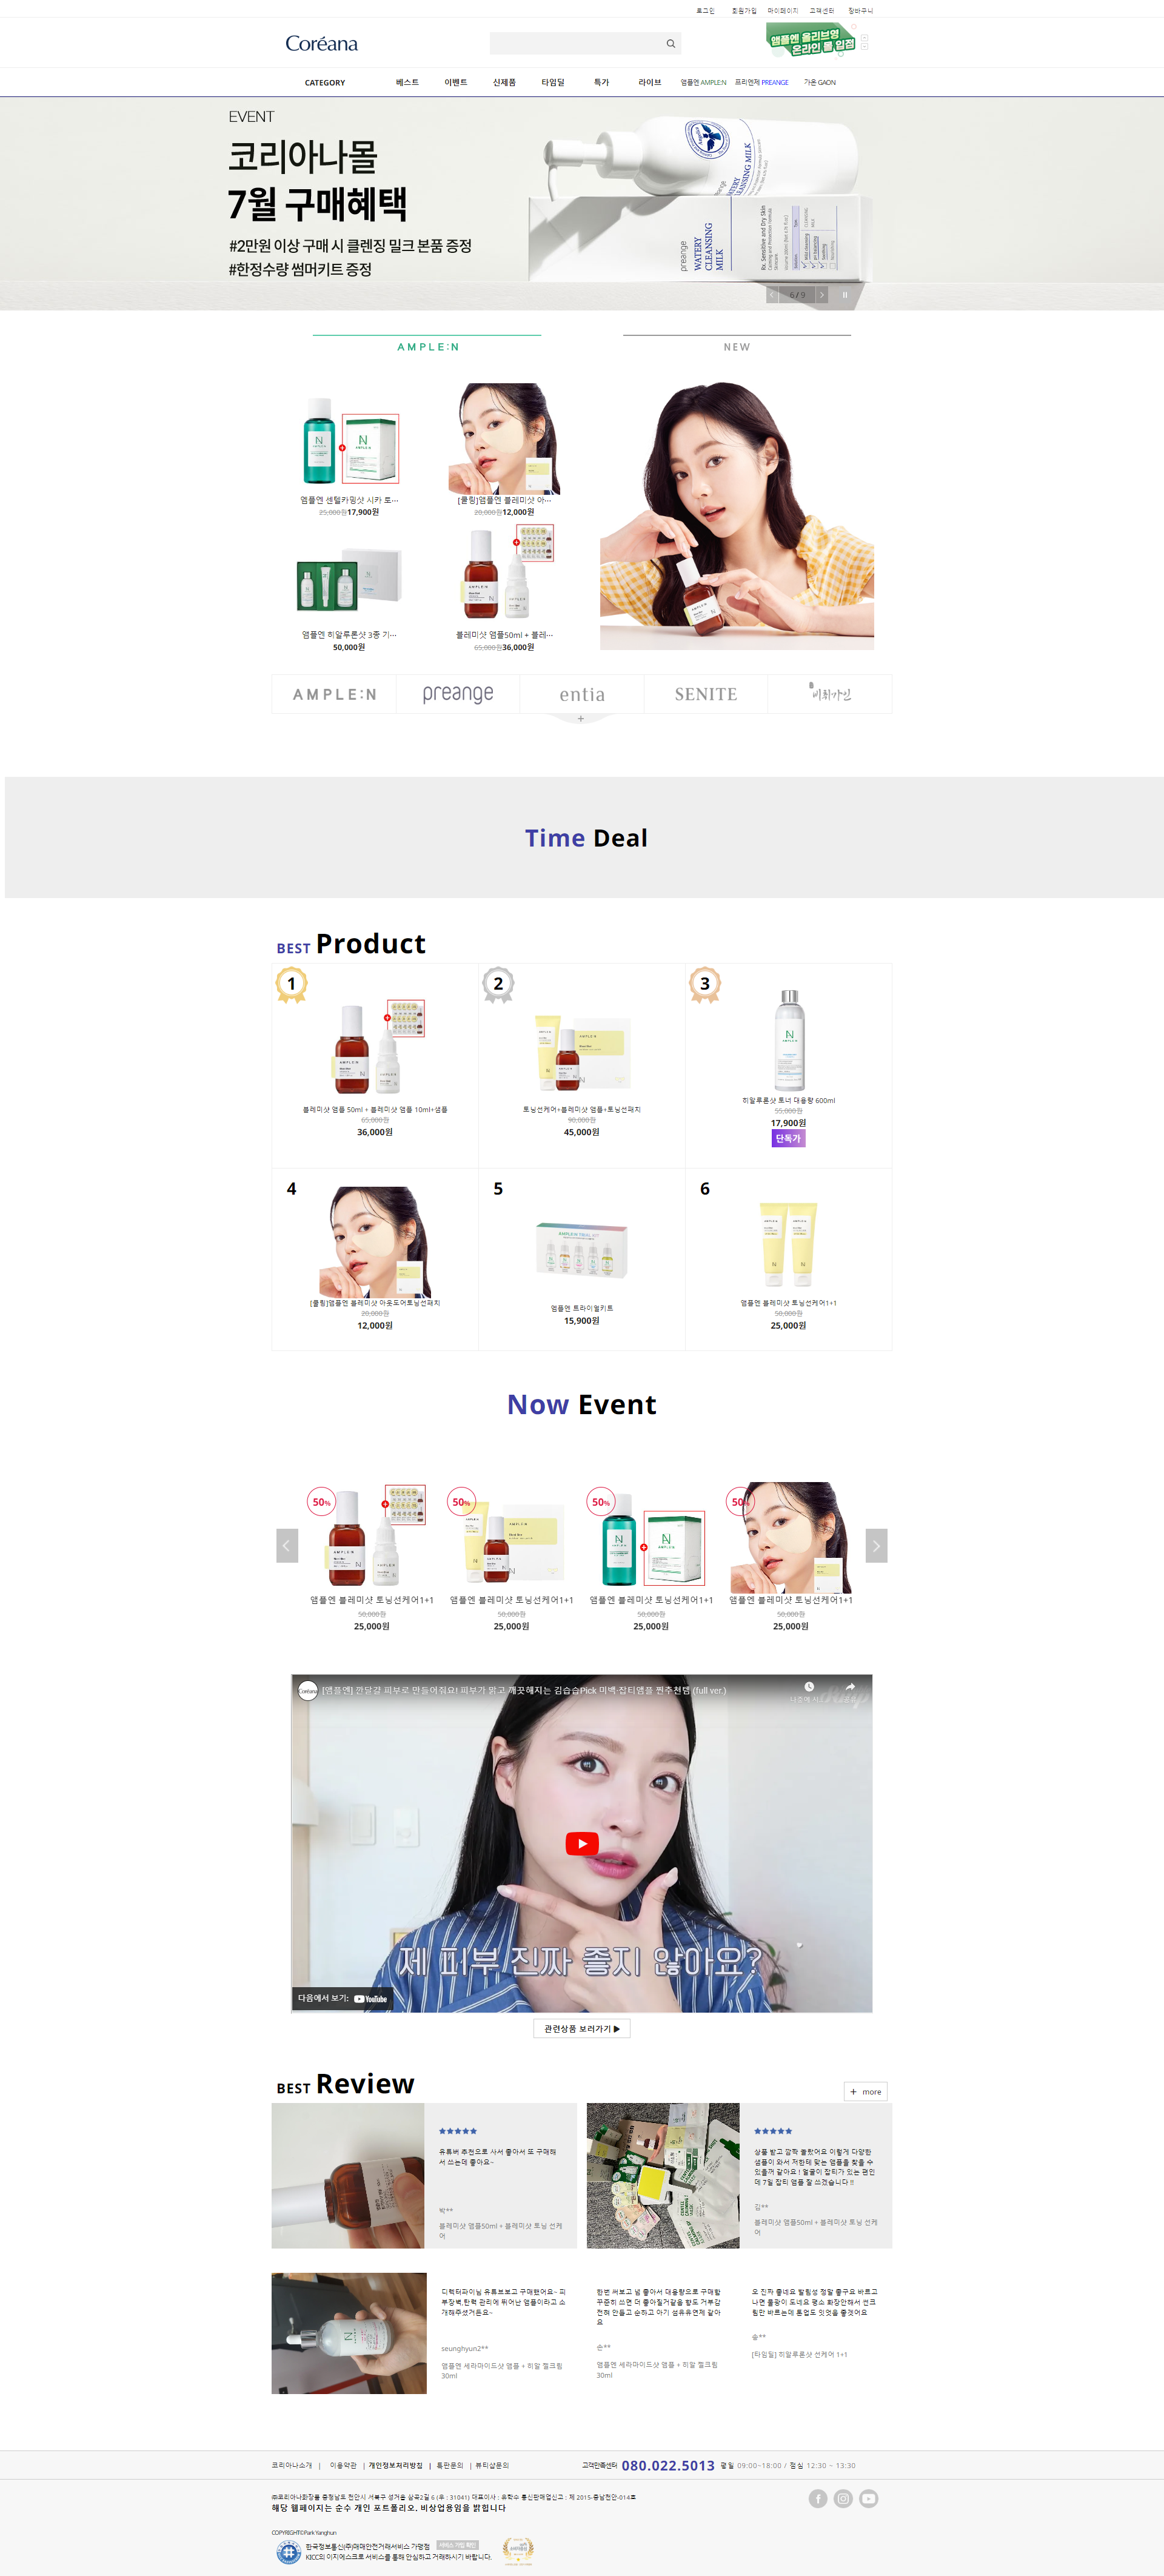 로그인 회원가입 마이페이지 고객센터 장바구니
Coréana
앰플엔 올리브영
온라인 몰 입점
CATEGORY 베스트 이벤트 신제품 타임딜 특가 라이브 앰플엔 AMPLE:N 프리엔제 PREANGE 가온 GAON
EVENT
코리아나몰
7월 구매혜택
#2만원 이상 구매 시 클렌징 밀크 본품 증정
#한정수량 썸머키트 증정
preange
WATERY
CLEANSING
MILK
Rx. Sensitive and Dry Skin
6 / 9
AMPLE:N
NEW
앰플엔 센텔카밍샷 시카 토···
25,000원17,900원
[쿨링]앰플엔 블레미샷 아···
20,000원12,000원
앰플엔 히알루론샷 3종 기···
50,000원
블레미샷 앰플50ml + 블레···
65,000원36,000원
AMPLE:N preange entia SENITE 비취가인
+
Time Deal
BEST Product
1
블레미샷 앰플 50ml + 블레미샷 앰플 10ml+샘플
65,000원
36,000원
2
토닝선케어+블레미샷 앰플+토닝선패치
90,000원
45,000원
3
히알루론샷 토너 대용량 600ml
55,000원
17,900원
단독가
4
[쿨링]앰플엔 블레미샷 아웃도어토닝선패치
20,000원
12,000원
5
앰플엔 트라이얼키트
15,900원
6
앰플엔 블레미샷 토닝선케어1+1
50,000원
25,000원
Now Event
50%
앰플엔 블레미샷 토닝선케어1+1
50,000원
25,000원
50%
앰플엔 블레미샷 토닝선케어1+1
50,000원
25,000원
50%
앰플엔 블레미샷 토닝선케어1+1
50,000원
25,000원
50%
앰플엔 블레미샷 토닝선케어1+1
50,000원
25,000원
Coréana
[앰플엔] 깐달걀 피부로 만들어줘요! 피부가 맑고 깨끗해지는 김습습Pick 미백·잡티앰플 찐추천템 (full ver.)
제 피부 진짜 좋지 않아요?
다음에서 보기: YouTube
관련상품 보러가기 ▶
BEST Review
+ more
★★★★★
유튜버 추천으로 사서 좋아서 또 구매해
서 쓰는데 좋아요~
박**
블레미샷 앰플50ml + 블레미샷 토닝 선케
어
★★★★★
상품 받고 깜짝 놀랐어요 이렇게 다양한
샘플이 와서 저한테 맞는 앰플을 찾을 수
있을꺼 같아요 ! 얼굴이 잡티가 있는 편인
데 7일 잡티 앰플 잘 쓰겠습니다 !!
김**
블레미샷 앰플50ml + 블레미샷 토닝 선케
어
디렉터파이님 유튜브보고 구매했어요~ 피
부장벽,탄력 관리에 뛰어난 앰플이라고 소
개해주셨거든요~
seunghyun2**
앰플엔 세라마이드샷 앰플 + 히알 젤크림
30ml
한번 써보고 넘 좋아서 대용량으로 구매함
꾸준히 쓰면 더 좋아질거같음 향도 거부감
전혀 안들고 순하고 아기 섬유유연제 같아
요
손**
앰플엔 세라마이드샷 앰플 + 히알 젤크림
30ml
오 진짜 좋네요 발림성 정말 좋구요 바르고
나면 물광이 도네요 평소 화장안해서 썬크
림만 바르는데 톤업도 잇엇음 좋겟어요
송**
[타임딜] 히알루론샷 선케어 1+1
코리아나소개 | 이용약관 | 개인정보처리방침 | 특판문의 | 뷰티샵문의
고객만족센터 080.022.5013 평일 09:00~18:00 / 점심 12:30 ~ 13:30
㈜코리아나화장품 충청남도 천안시 서북구 성거읍 삼곡2길 6 (우 : 31041) 대표이사 : 유학수 통신판매업신고 : 제 2015-충남천안-014호
해당 웹페이지는 순수 개인 포트폴리오, 비상업용임을 밝힙니다
COPYRIGHT©ParkYanghun
한국정보통신(주)매매안전거래서비스 가맹점 서비스 가입 확인
KICC의 이지에스크로 서비스를 통해 안심하고 거래하시기 바랍니다.